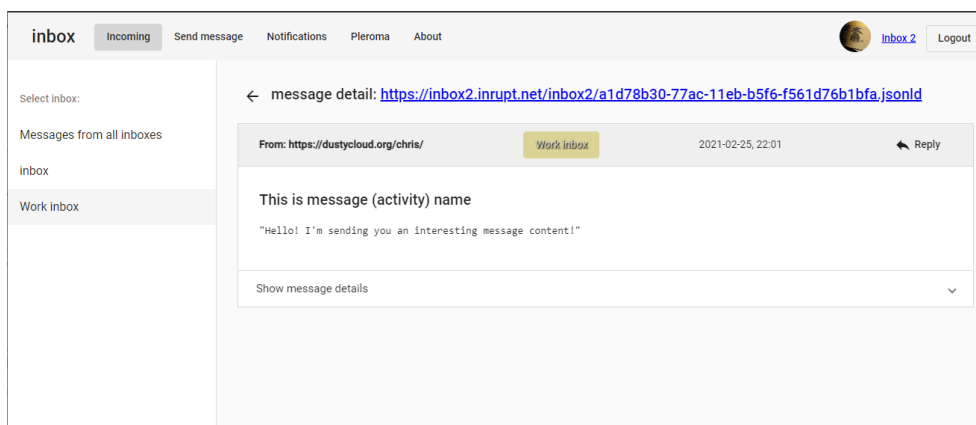 inbox Incoming Send message Notifications Pleroma About Inbox 2 Logout
Select inbox:
Messages from all inboxes
inbox
Work inbox
message detail: https://inbox2.inrupt.net/inbox2/a1d78b30-77ac-11eb-b5f6-f561d76b1bfa.jsonld
From: https://dustycloud.org/chris/ Work inbox 2021-02-25, 22:01 Reply
This is message (activity) name
"Hello! I'm sending you an interesting message content!"
Show message details